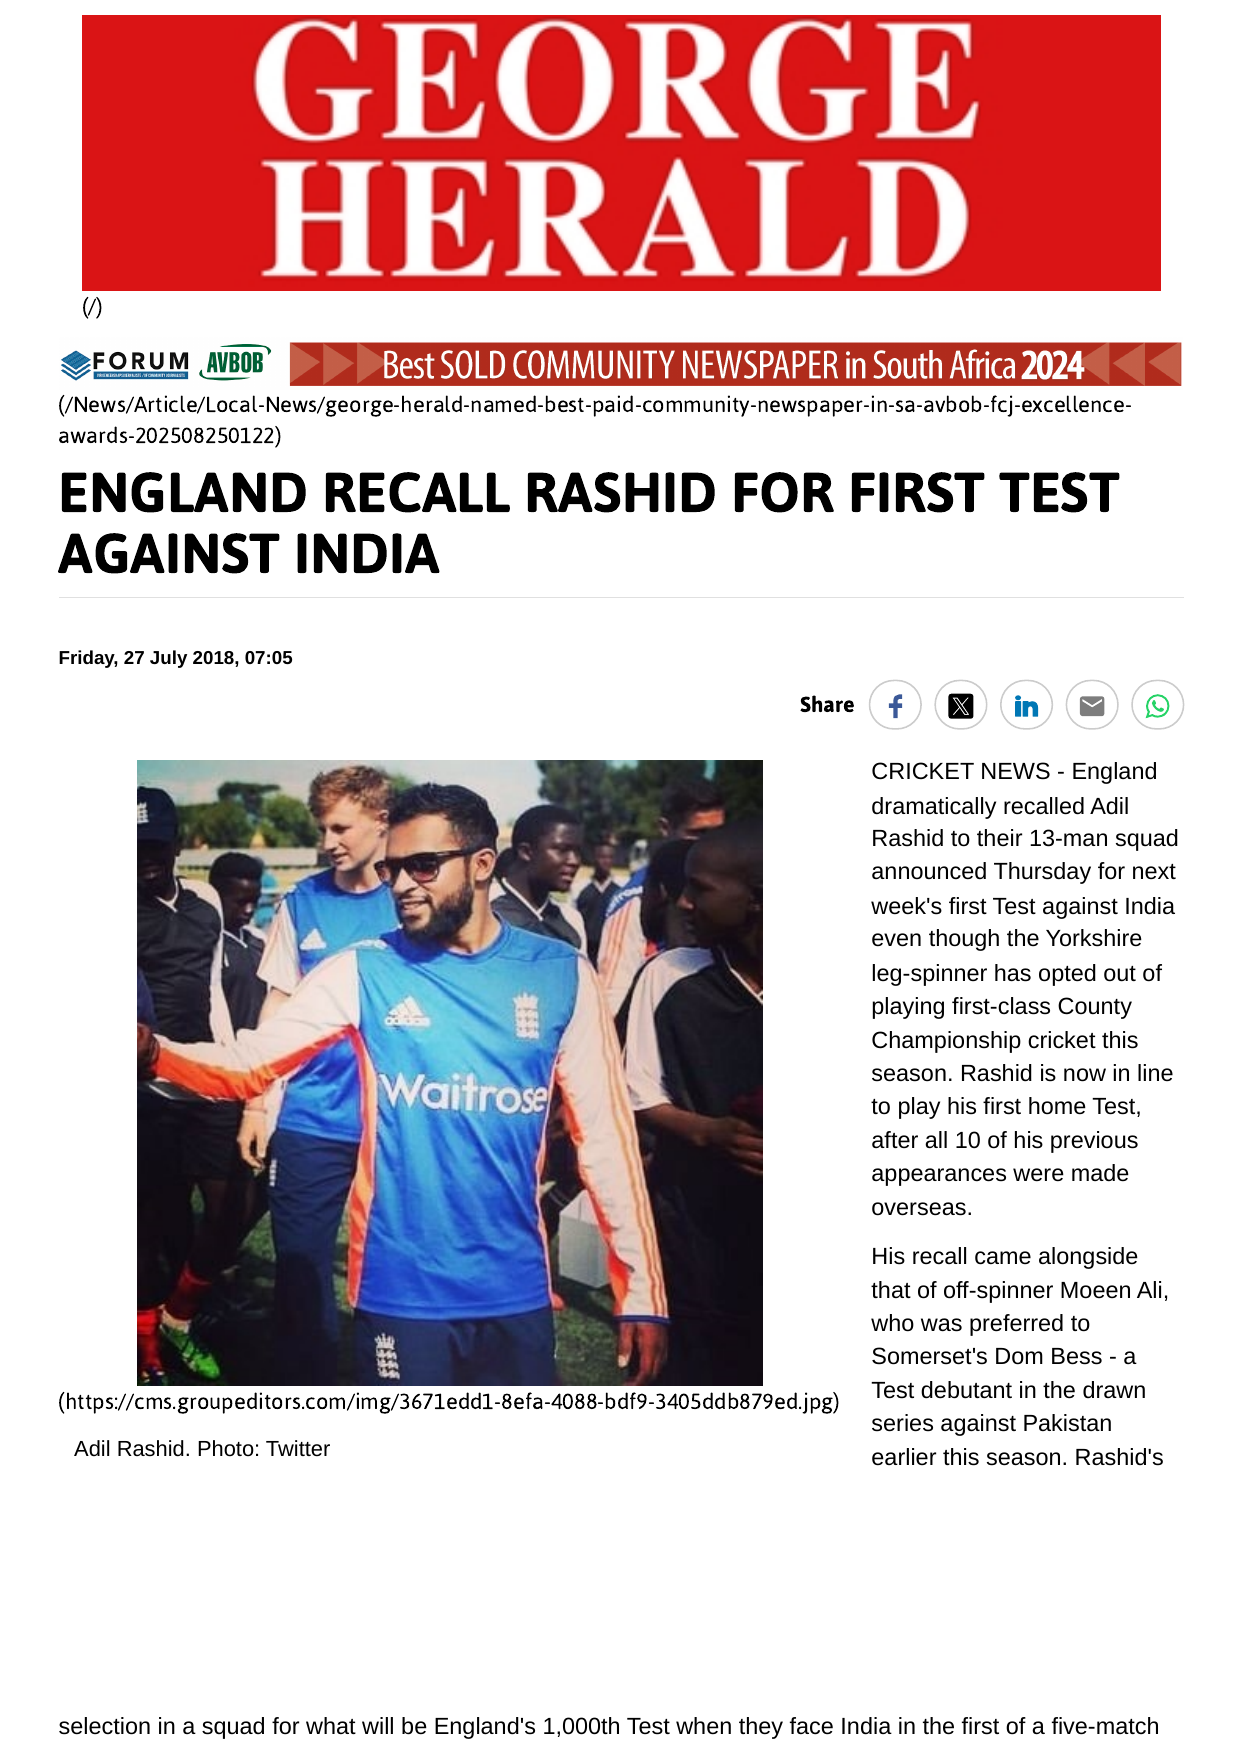 GEORGE
HERALD
(/)
FORUM AVBOB Best SOLD COMMUNITY NEWSPAPER in South Africa 2024
(/News/Article/Local-News/george-herald-named-best-paid-community-newspaper-in-sa-avbob-fcj-excellence-
awards-202508250122)
ENGLAND RECALL RASHID FOR FIRST TEST
AGAINST INDIA
Friday, 27 July 2018, 07:05
Share
Waitrose
adidas
(https://cms.groupeditors.com/img/3671edd1-8efa-4088-bdf9-3405ddb879ed.jpg)
Adil Rashid. Photo: Twitter
CRICKET NEWS - England
dramatically recalled Adil
Rashid to their 13-man squad
announced Thursday for next
week's first Test against India
even though the Yorkshire
leg-spinner has opted out of
playing first-class County
Championship cricket this
season. Rashid is now in line
to play his first home Test,
after all 10 of his previous
appearances were made
overseas.
His recall came alongside
that of off-spinner Moeen Ali,
who was preferred to
Somerset's Dom Bess - a
Test debutant in the drawn
series against Pakistan
earlier this season. Rashid's
selection in a squad for what will be England's 1,000th Test when they face India in the first of a five-match